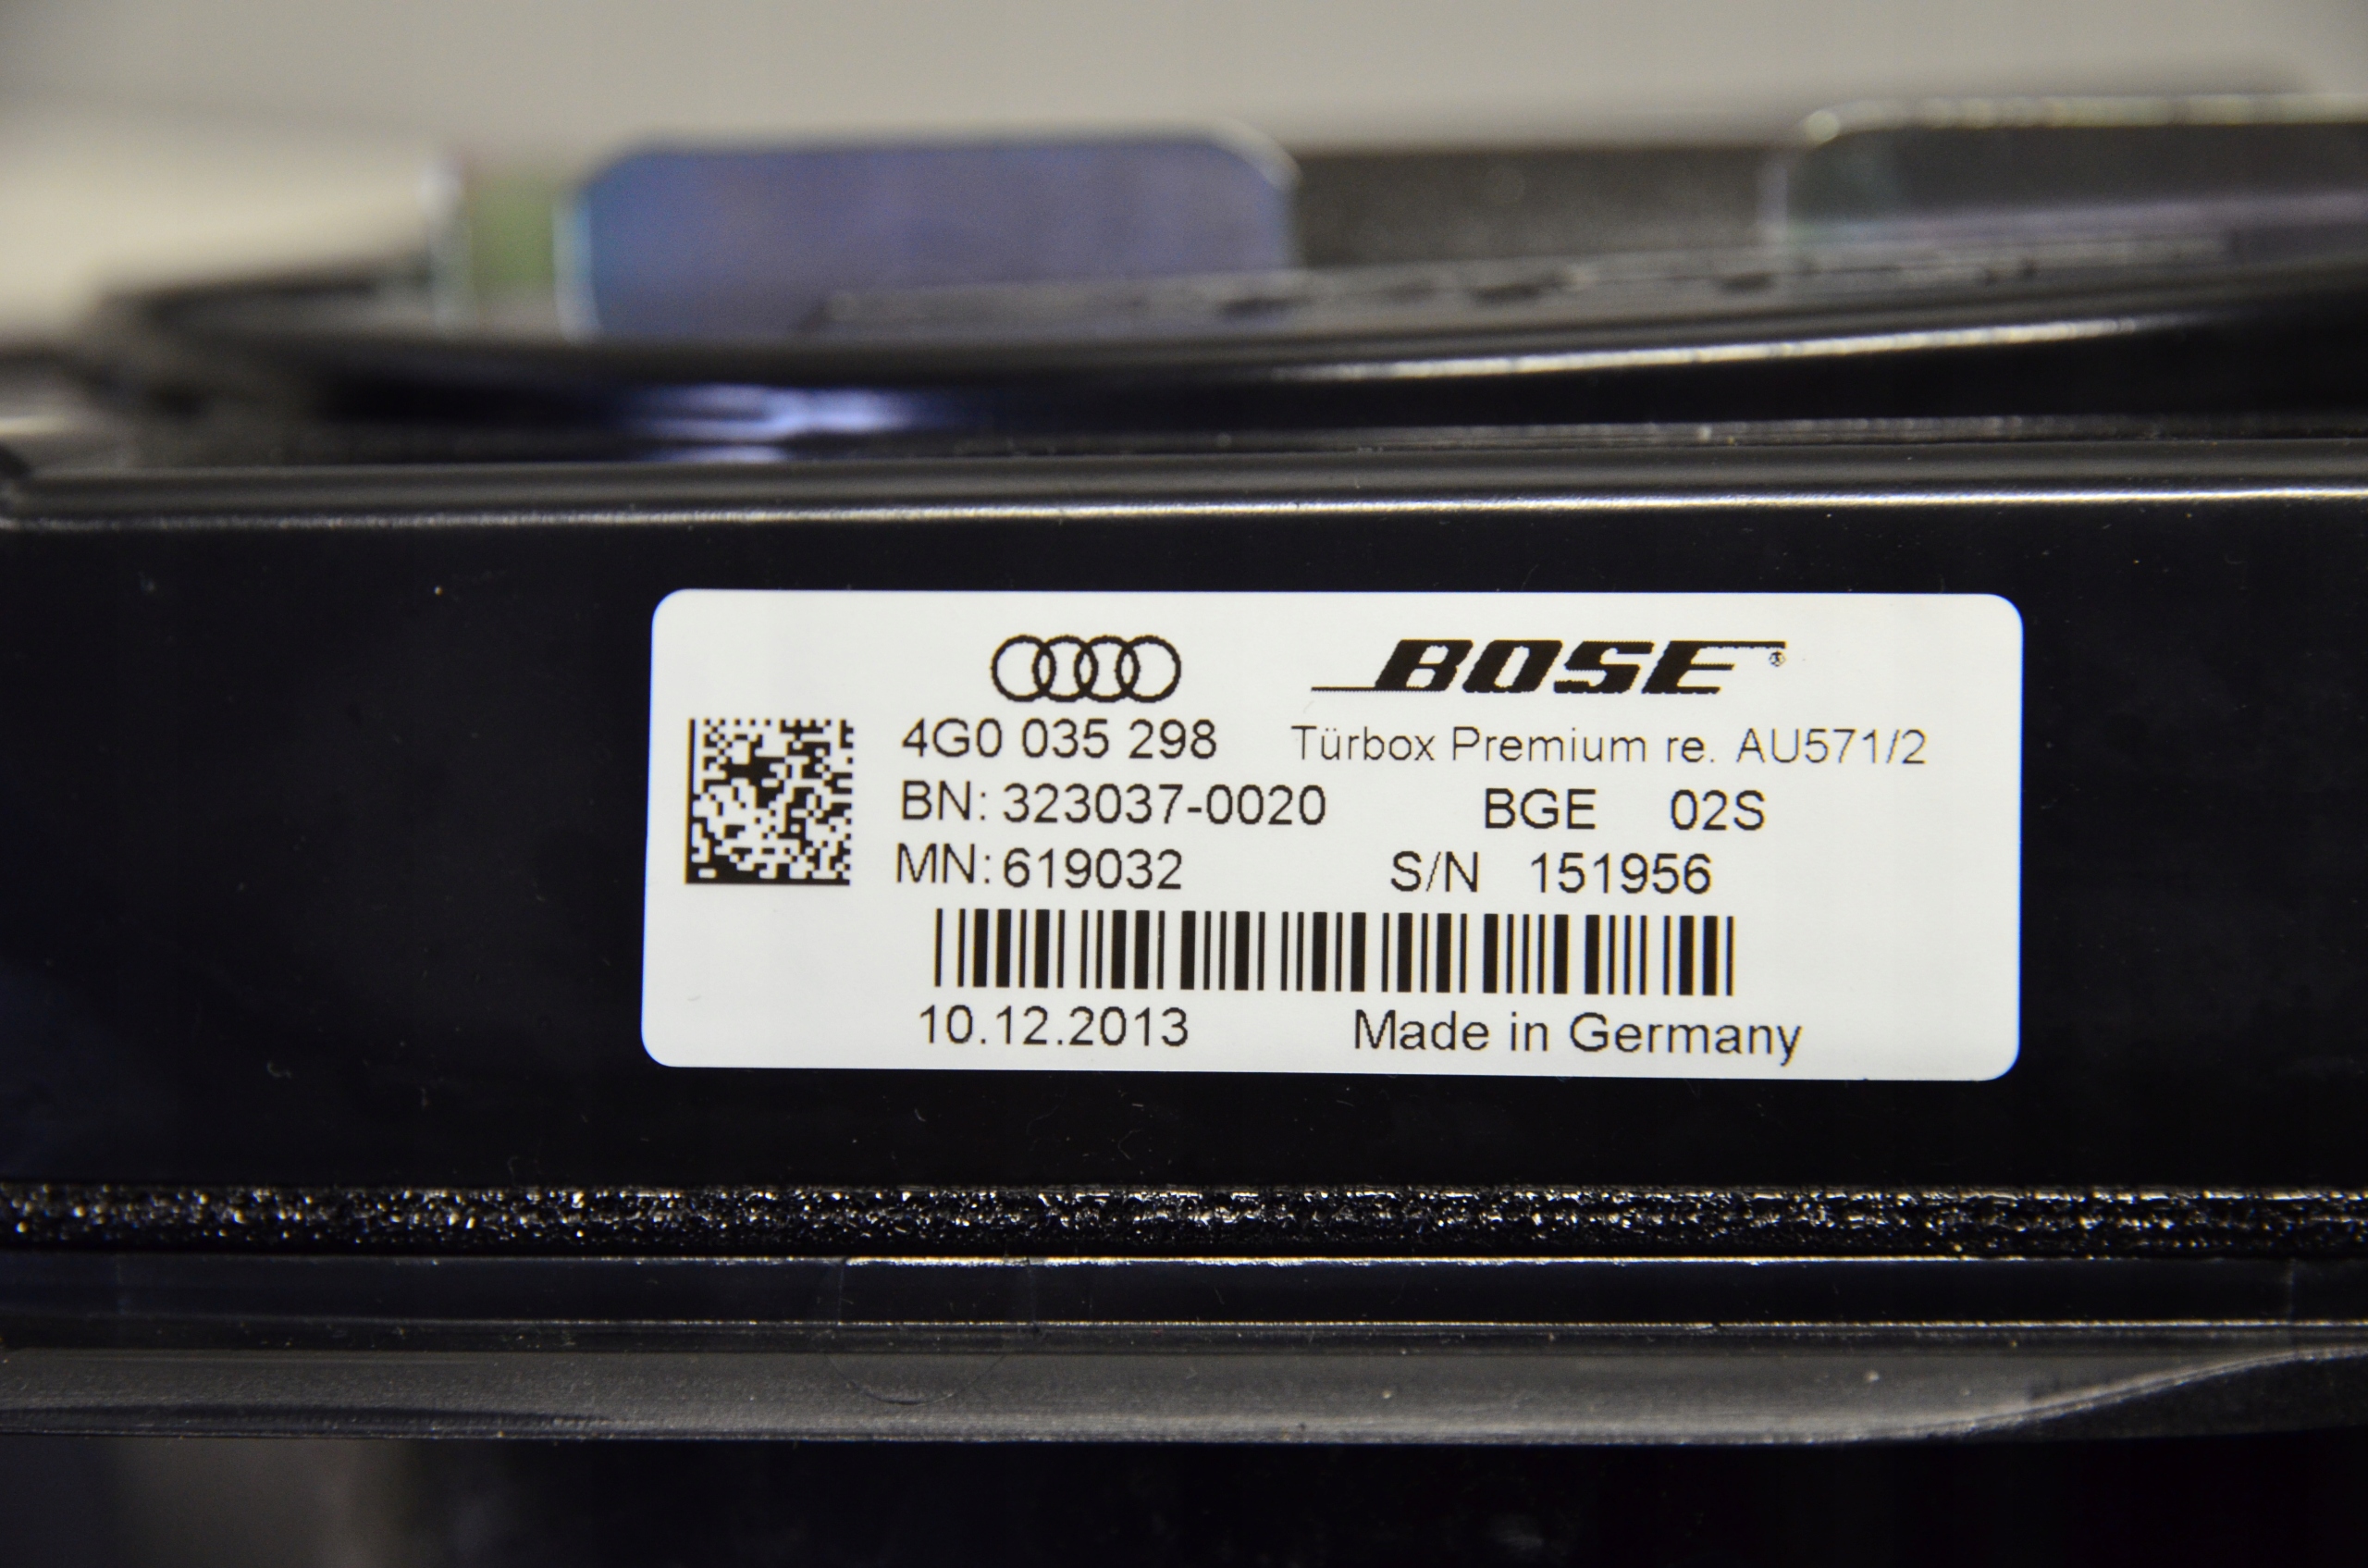 BOSE®
4G0 035 298 Türbox Premium re. AU571/2
BN: 323037-0020 BGE 02S
MN: 619032 S/N 151956
10.12.2013 Made in Germany